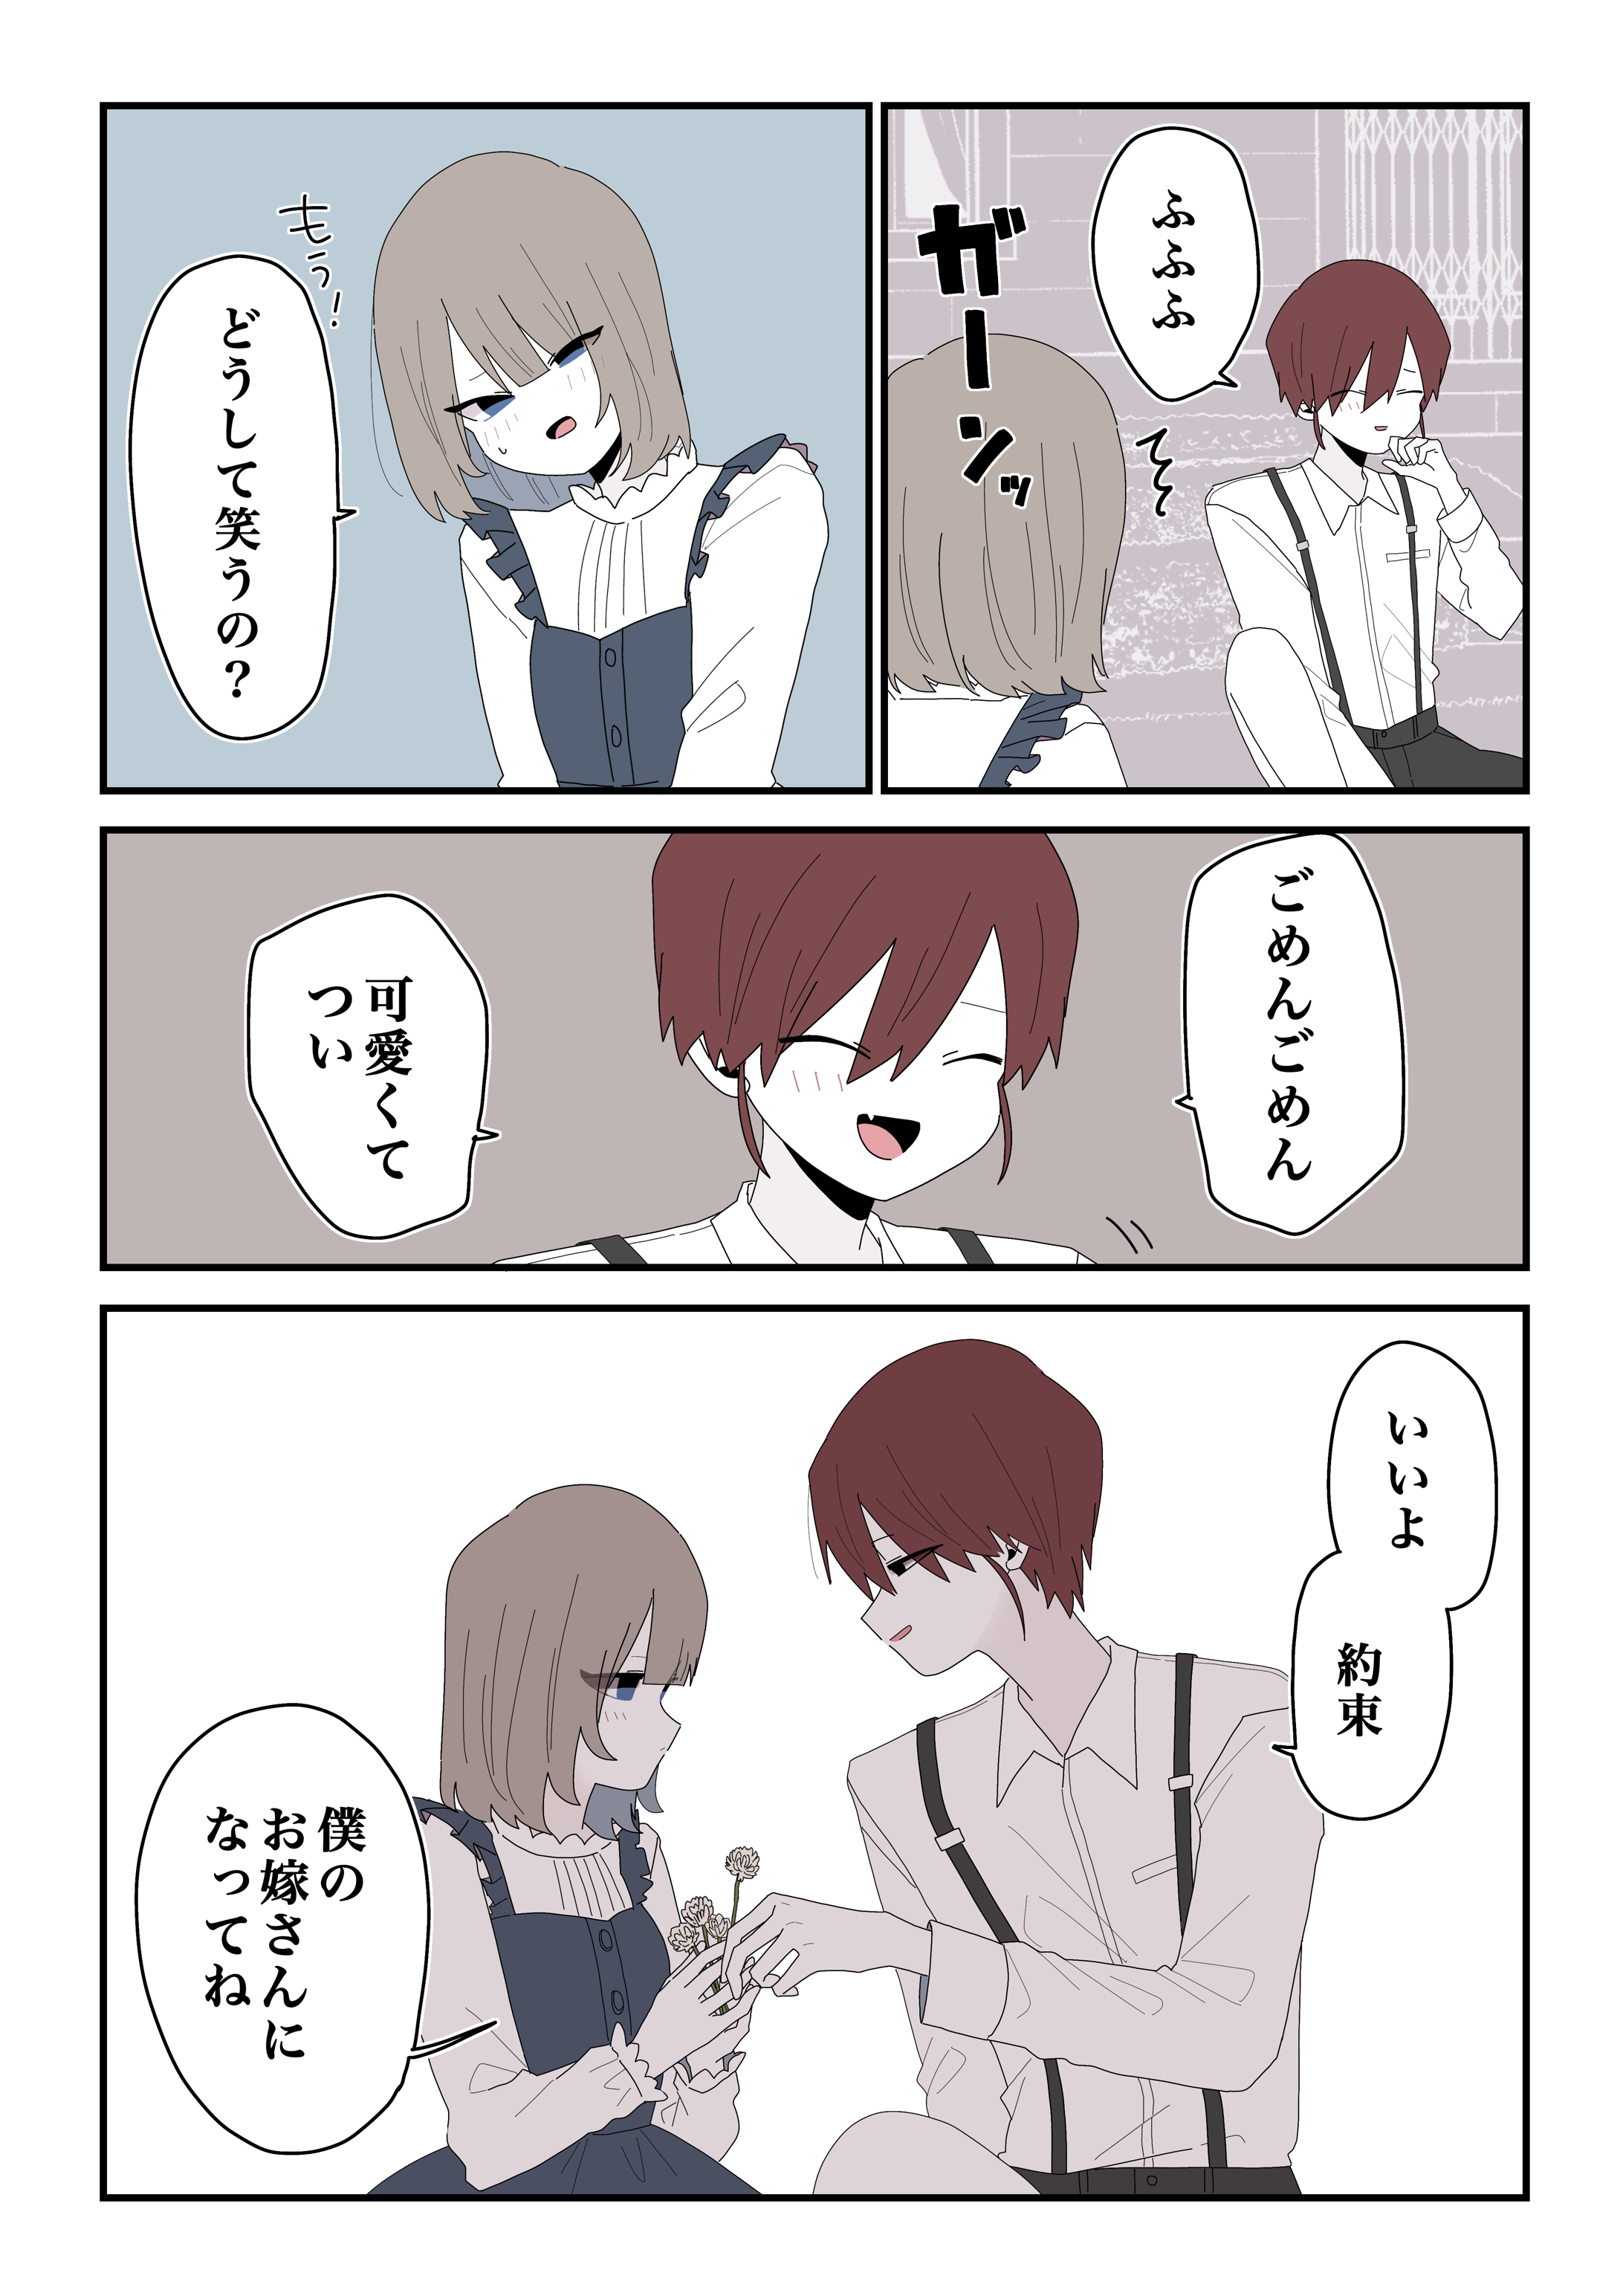 ふふふ
ガーンッ
もう!
どうして笑うの?
ごめんごめん
可愛くて
つい
いいよ
約束
僕の
お嫁さんに
なってね